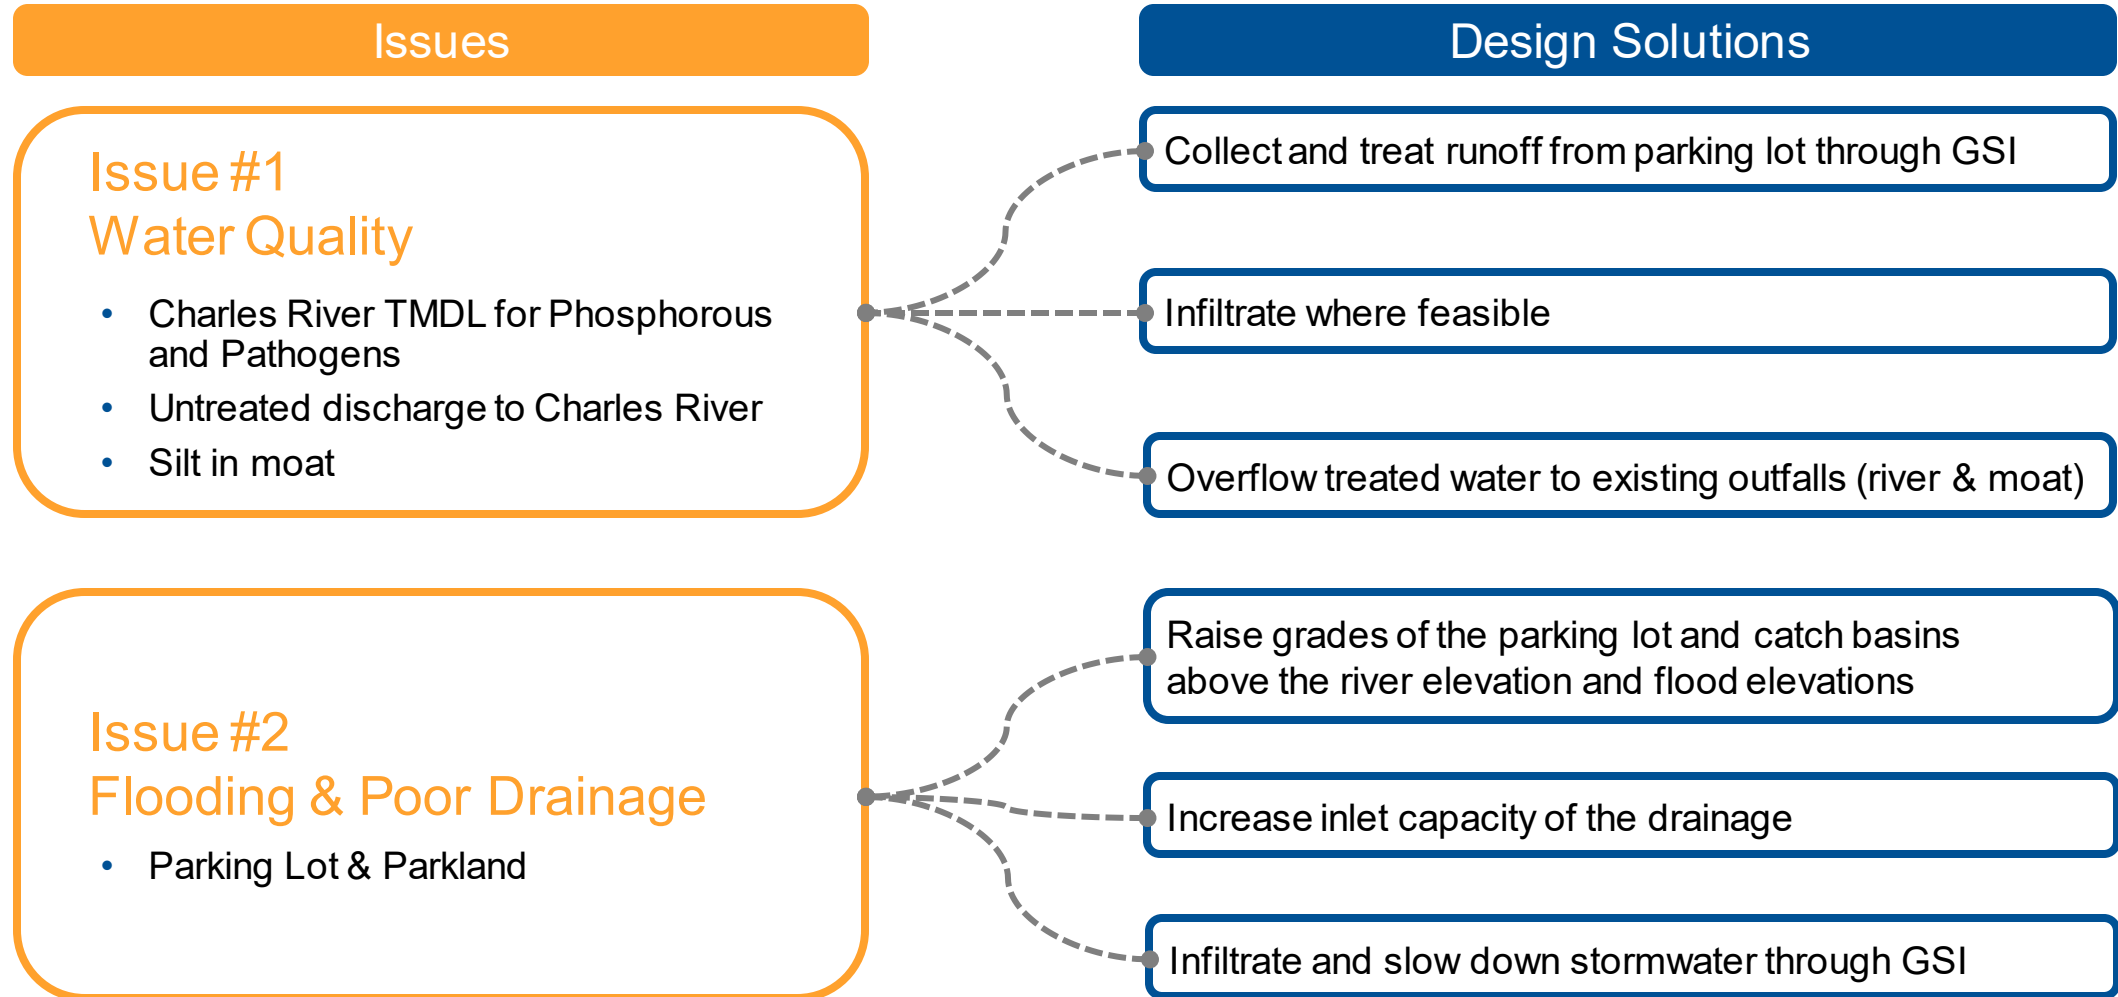 Issues
Design Solutions
Issue #1
Water Quality
• Charles River TMDL for Phosphorous
and Pathogens
• Untreated discharge to Charles River
• Silt in moat
Collect and treat runoff from parking lot through GSI
Infiltrate where feasible
Overflow treated water to existing outfalls (river & moat)
Issue #2
Flooding & Poor Drainage
• Parking Lot & Parkland
Raise grades of the parking lot and catch basins
above the river elevation and flood elevations
Increase inlet capacity of the drainage
Infiltrate and slow down stormwater through GSI